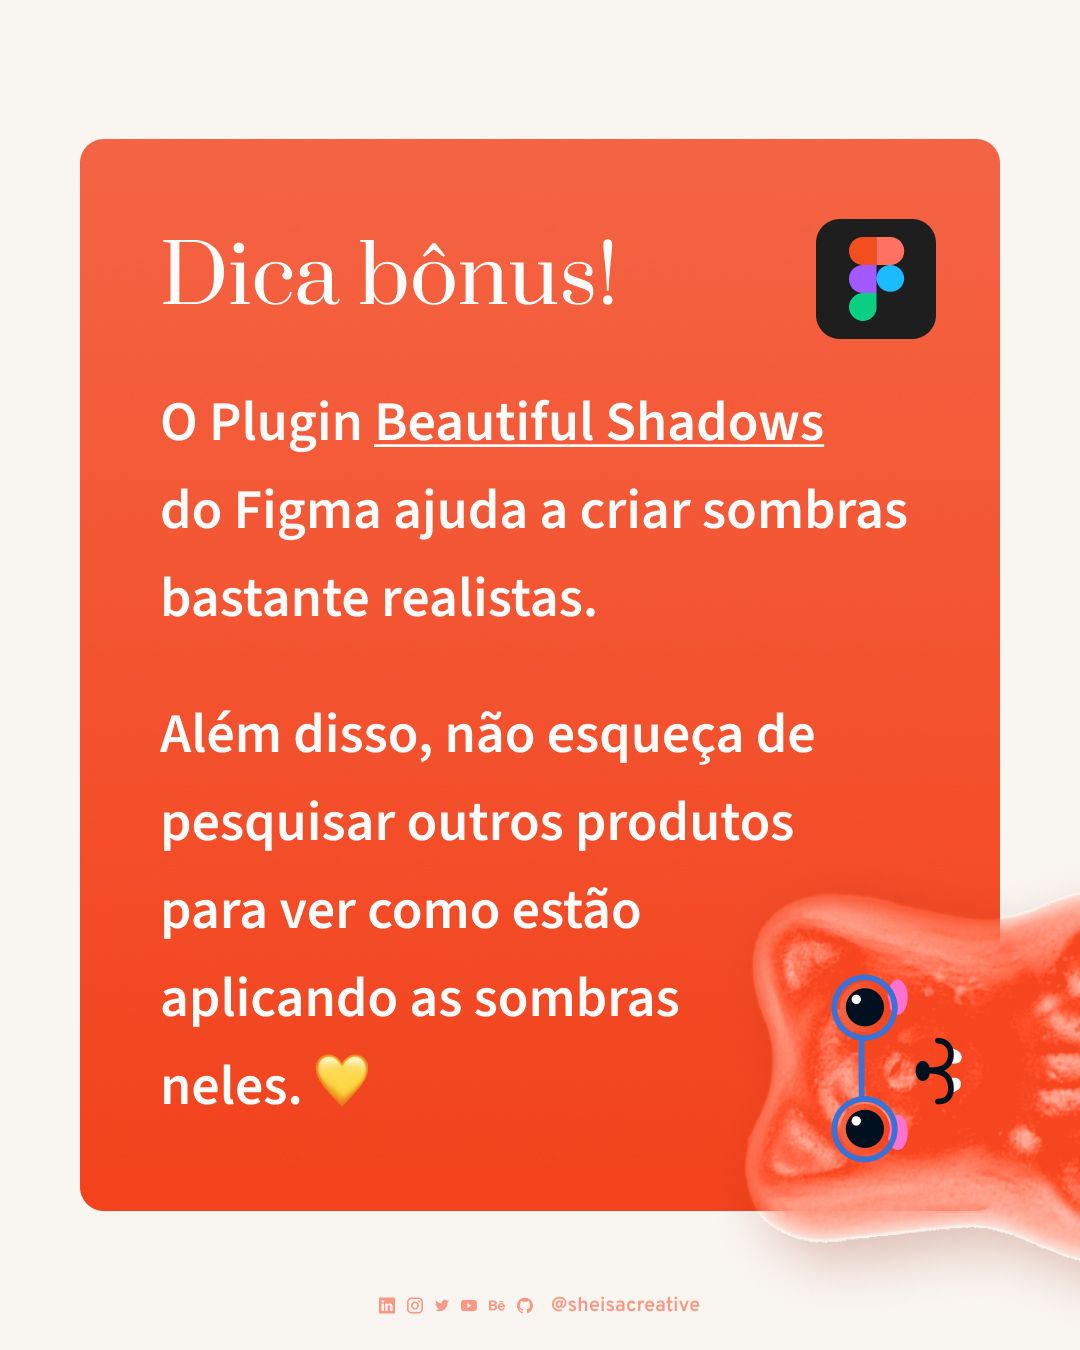 Dica bônus!
O Plugin Beautiful Shadows
do Figma ajuda a criar sombras
bastante realistas.
Além disso, não esqueça de
pesquisar outros produtos
para ver como estão
aplicando as sombras
neles. 💛
@sheisacreative